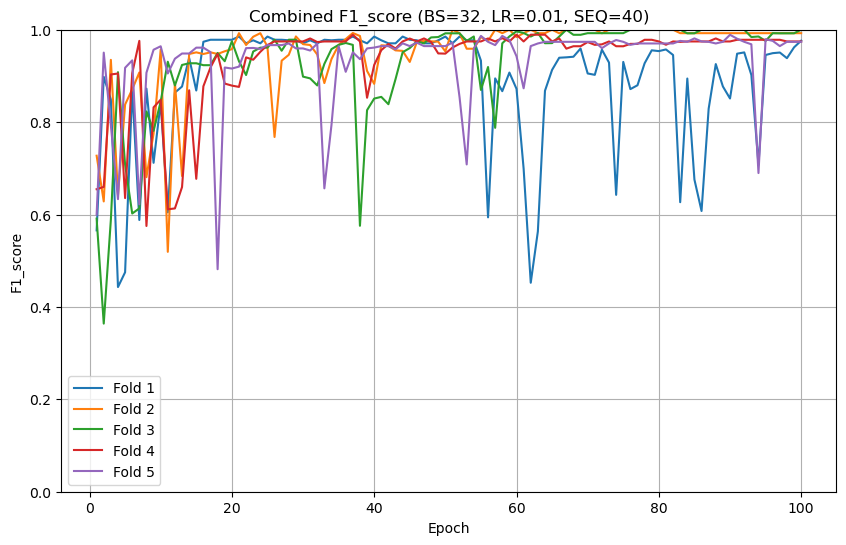 Combined F1_score (BS=32, LR=0.01, SEQ=40)
1.0
0.8
0.6
0.4
0.2
0.0
F1_score
Fold 1
Fold 2
Fold 3
Fold 4
Fold 5
0 20 40 60 80 100
Epoch